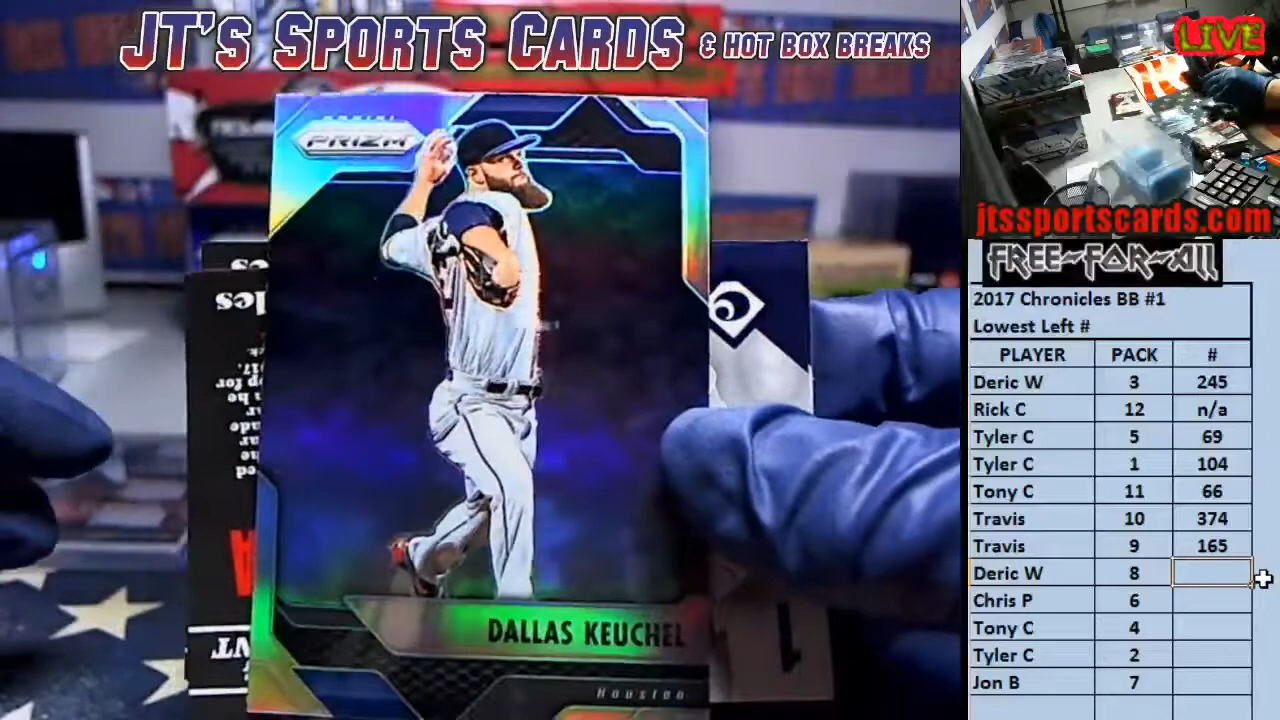 JT's Sports Cards & Hot Box Breaks
LIVE
jtssportscards.com
FREE-FOR-ALL
2017 Chronicles BB #1
Lowest Left #
PLAYER PACK #
Deric W 3 245
Rick C 12 n/a
Tyler C 5 69
Tyler C 1 104
Tony C 11 66
Travis 10 374
Travis 9 165
Deric W 8
Chris P 6
Tony C 4
Tyler C 2
Jon B 7
PANINI
PRIZM
DALLAS KEUCHEL
Houston